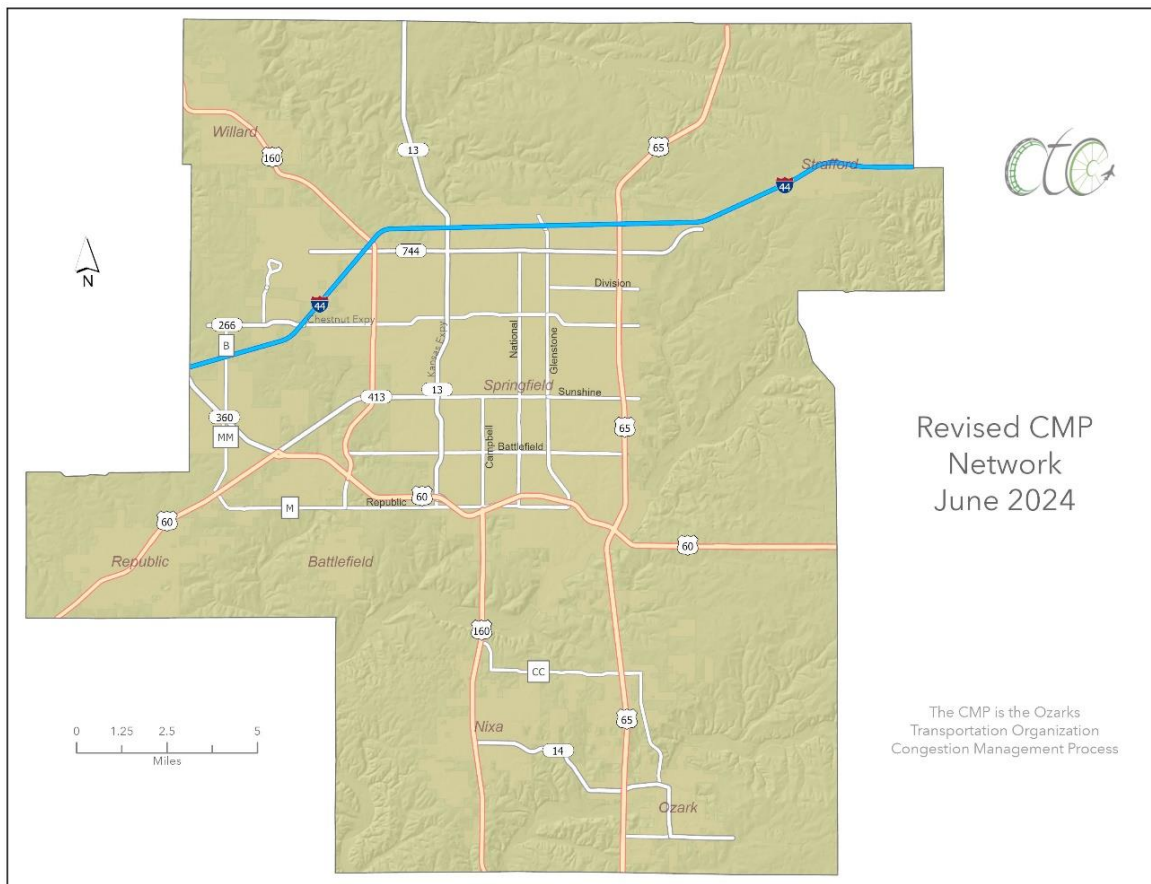 Willard
160
13
65
Strafford
44
cto
N
744
Division
44
266
Chestnut Expy
B
Kansas Expy
National
Glenstone
Springfield
413
13
Sunshine
360
MM
65
Campbell
Battlefield
60
Republic
M
60
60
Republic
Battlefield
160
CC
65
Nixa
14
Ozark
0 1.25 2.5 5
Miles
Revised CMP
Network
June 2024
The CMP is the Ozarks
Transportation Organization
Congestion Management Process